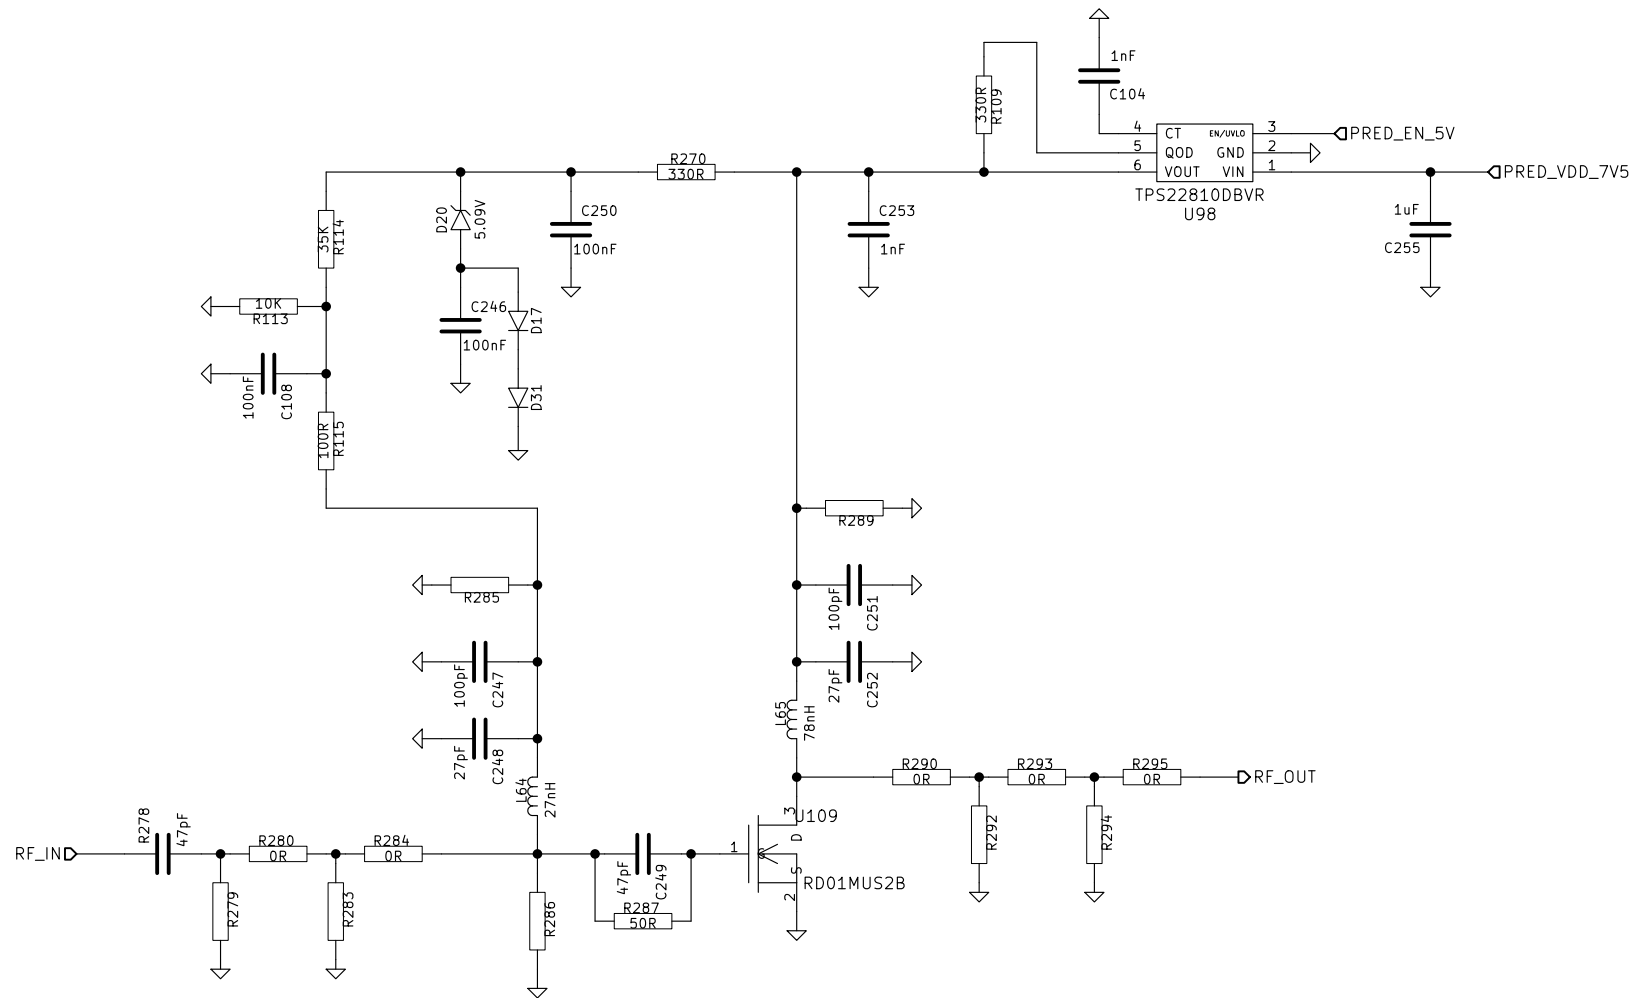 1nF
C104
330R
R109
4 CT EN/UVLO 3 PRED_EN_5V
5 QOD GND 2
6 VOUT VIN 1 PRED_VDD_7V5
TPS22810DBVR
U98
R270
330R
D20
5.09V
C250
100nF
C253
1nF
1uF
C255
35K
R114
10K
R113
C246
100nF
D17
100nF
C108
D31
100R
R115
R289
R285
100pF
C251
100pF
C247
27pF
C252
L65
78nH
27pF
C248
R290
0R
R293
0R
R295
0R
RF_OUT
L64
27nH
R278
47pF
3
U109
D
R292
R294
RF_IN
R280
0R
R284
0R
47pF
C249
1
G
S
2
RD01MUS2B
R279
R283
R286
R287
50R